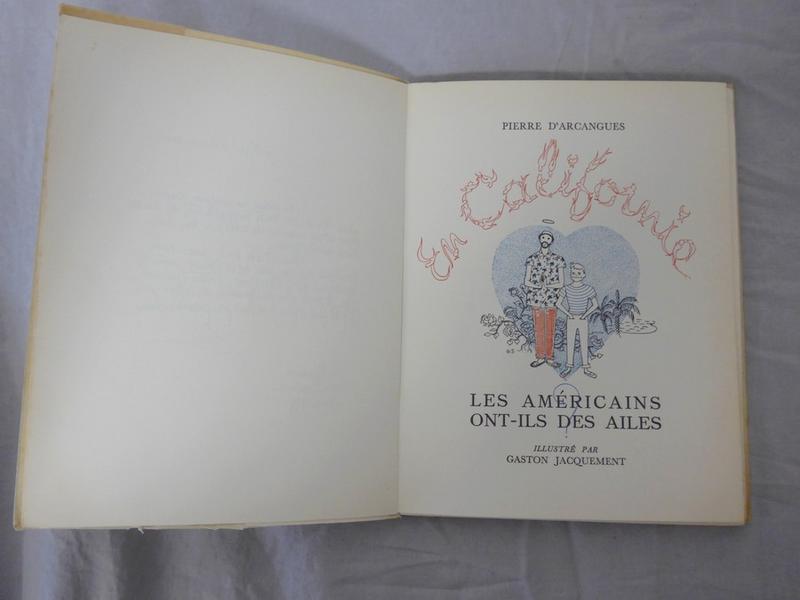 PIERRE D'ARCANGUES
En Californie
LES AMÉRICAINS
ONT-ILS DES AILES
?
ILLUSTRÉ PAR
GASTON JACQUEMENT